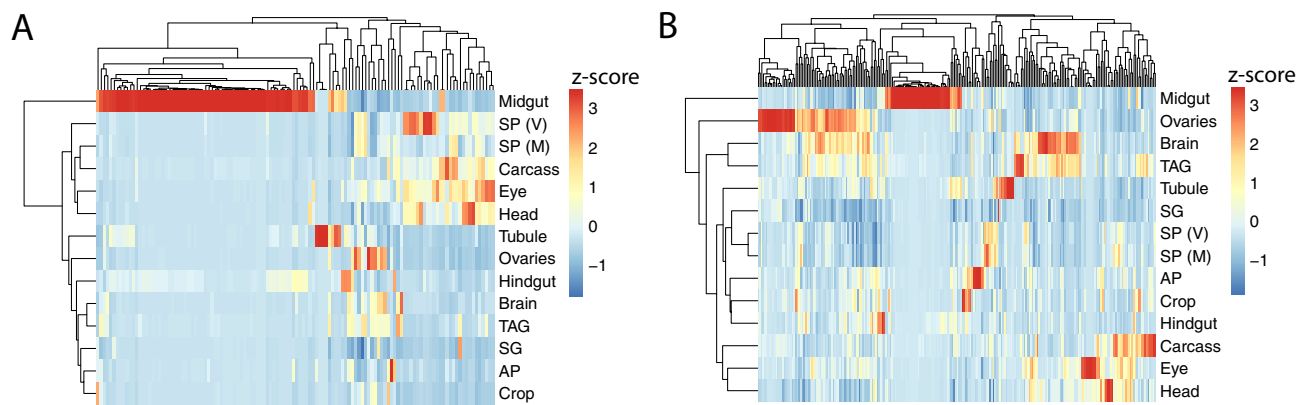 A
z-score
3
2
1
0
−1
Midgut
SP (V)
SP (M)
Carcass
Eye
Head
Tubule
Ovaries
Hindgut
Brain
TAG
SG
AP
Crop
B
z-score
3
2
1
0
−1
Midgut
Ovaries
Brain
TAG
Tubule
SG
SP (V)
SP (M)
AP
Crop
Hindgut
Carcass
Eye
Head